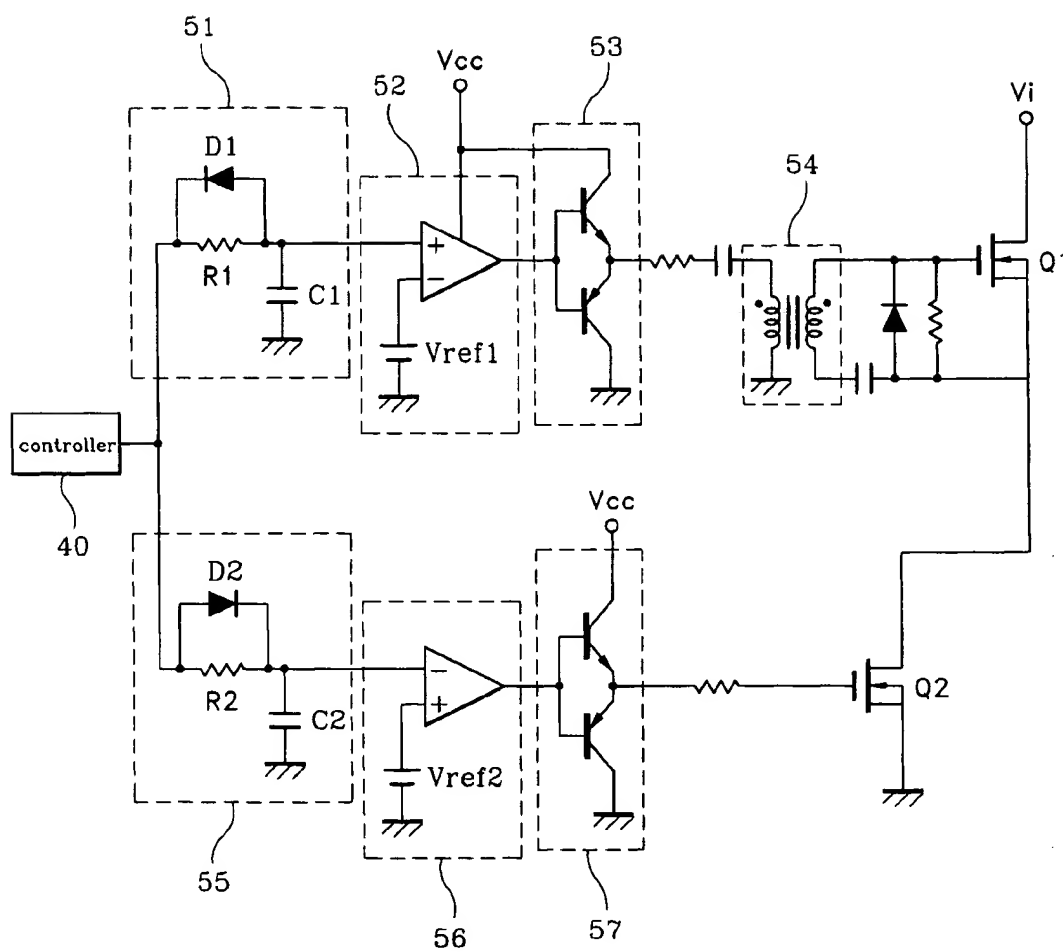 51
Vcc
53
52
Vi
D1
54
+
R1
−
Q1
C1
Vref1
controller
Vcc
40
D2
−
R2
+
Q2
C2
Vref2
55
56
57